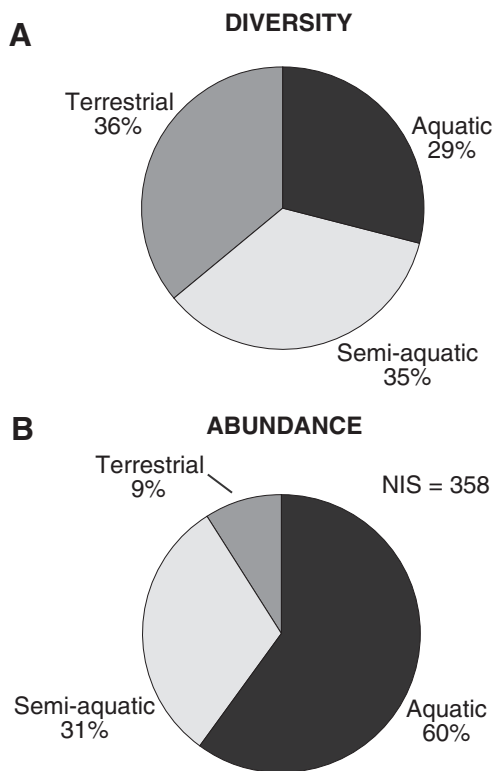 A
DIVERSITY
Terrestrial
36%
Aquatic
29%
Semi-aquatic
35%
B
ABUNDANCE
Terrestrial
9%
NIS = 358
Semi-aquatic
31%
Aquatic
60%